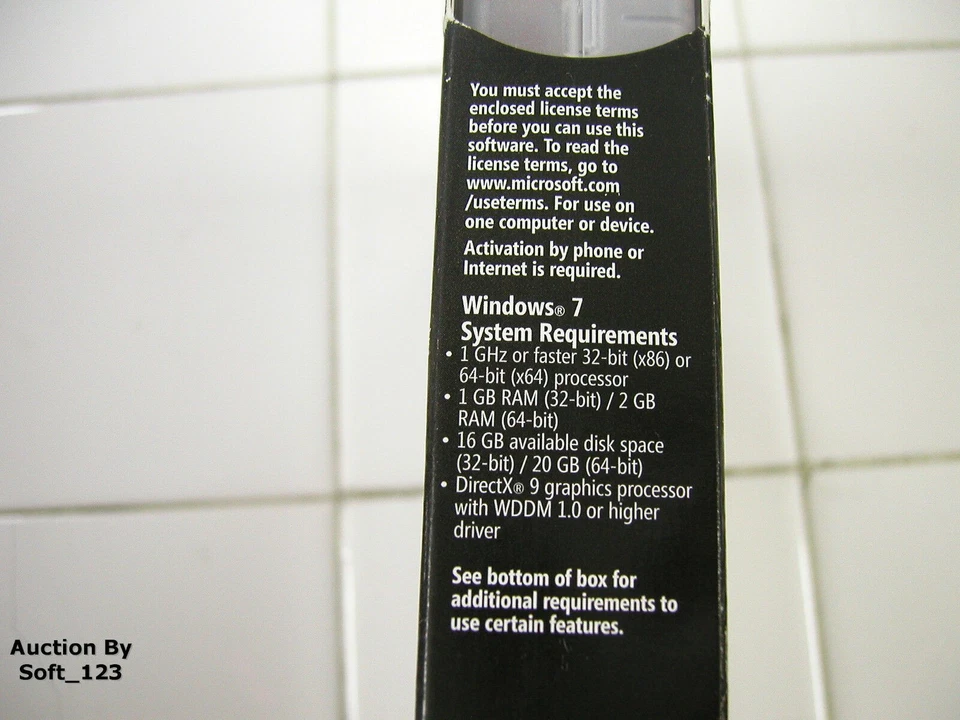 You must accept the
enclosed license terms
before you can use this
software. To read the
license terms, go to
www.microsoft.com
/useterms. For use on
one computer or device.
Activation by phone or
Internet is required.
Windows® 7
System Requirements
• 1 GHz or faster 32-bit (x86) or
64-bit (x64) processor
• 1 GB RAM (32-bit) / 2 GB
RAM (64-bit)
• 16 GB available disk space
(32-bit) / 20 GB (64-bit)
• DirectX® 9 graphics processor
with WDDM 1.0 or higher
driver
See bottom of box for
additional requirements to
use certain features.
Auction By
Soft_123